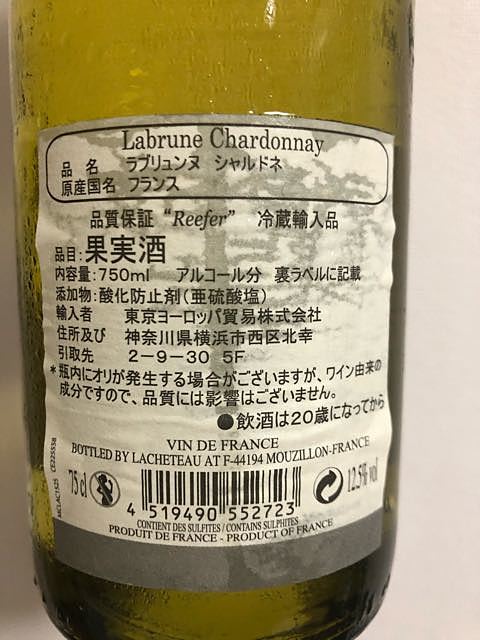 Labrune Chardonnay
品 名 ラブリュンヌ シャルドネ
原産国名 フランス
品質保証 “Reefer” 冷蔵輸入品
品目:果実酒
内容量:750ml アルコール分 裏ラベルに記載
添加物:酸化防止剤(亜硫酸塩)
輸入者 東京ヨーロッパ貿易株式会社
住所及び 神奈川県横浜市西区北幸
引取先 2-9-30 5F
*瓶内にオリが発生する場合がございますが、ワイン由来の
成分ですので、品質には影響はございません。
●飲酒は20歳になってから
VIN DE FRANCE
BOTTLED BY LACHETEAU AT F-44194 MOUZILLON-FRANCE
75 cl
12,5% vol
4 519490 552723
CONTIENT DES SULFITES / CONTAINS SULPHITES
PRODUIT DE FRANCE - PRODUCT OF FRANCE